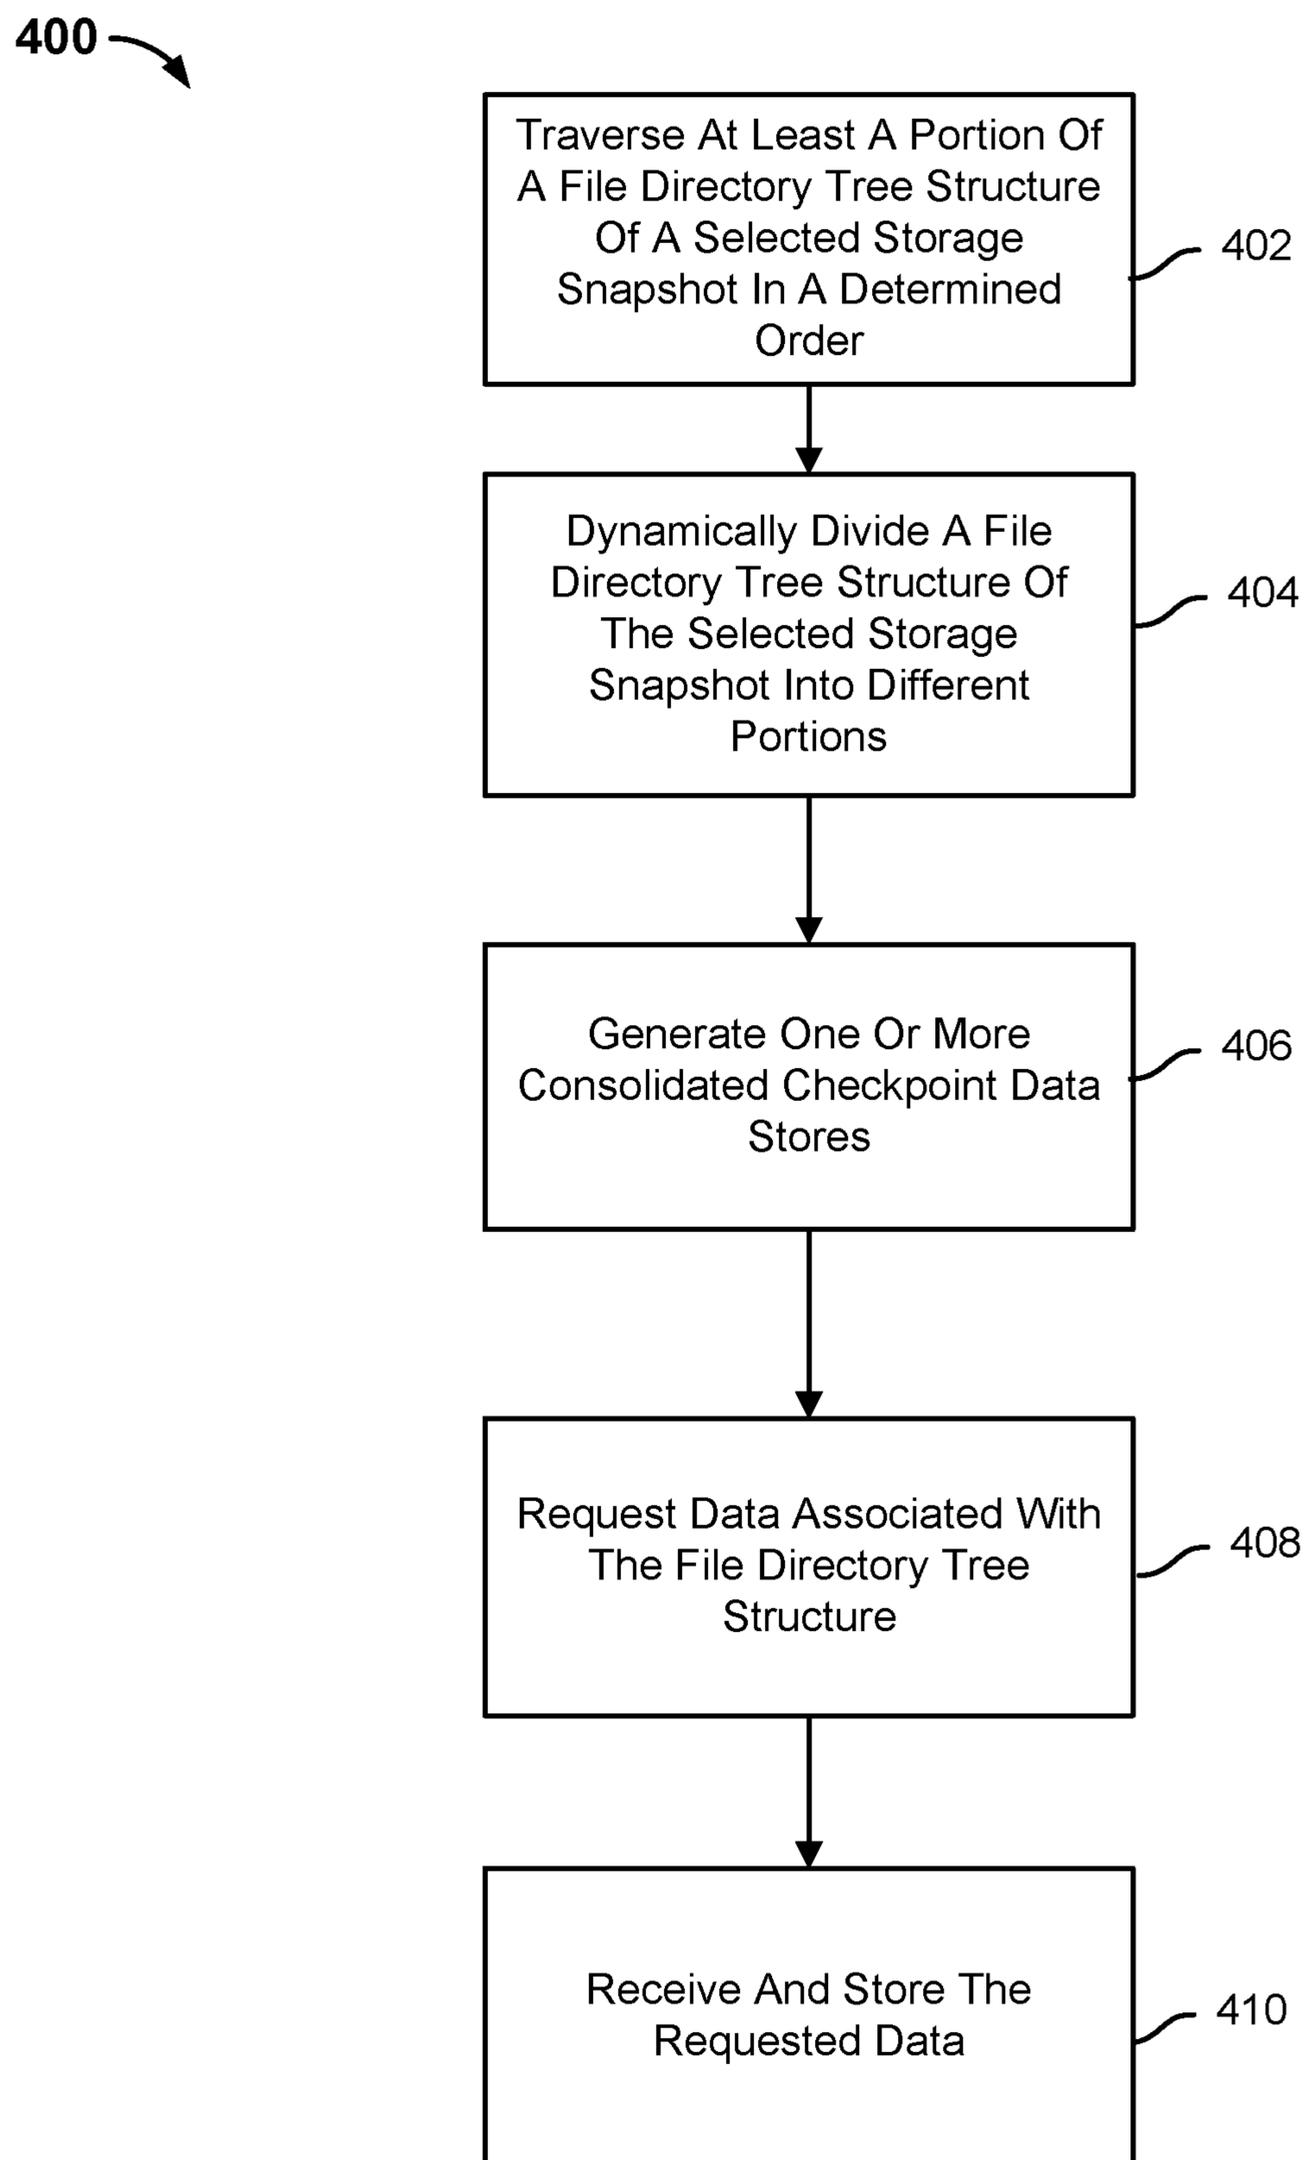 400
Traverse At Least A Portion Of
A File Directory Tree Structure
Of A Selected Storage
Snapshot In A Determined
Order
402
Dynamically Divide A File
Directory Tree Structure Of
The Selected Storage
Snapshot Into Different
Portions
404
Generate One Or More
Consolidated Checkpoint Data
Stores
406
Request Data Associated With
The File Directory Tree
Structure
408
Receive And Store The
Requested Data
410